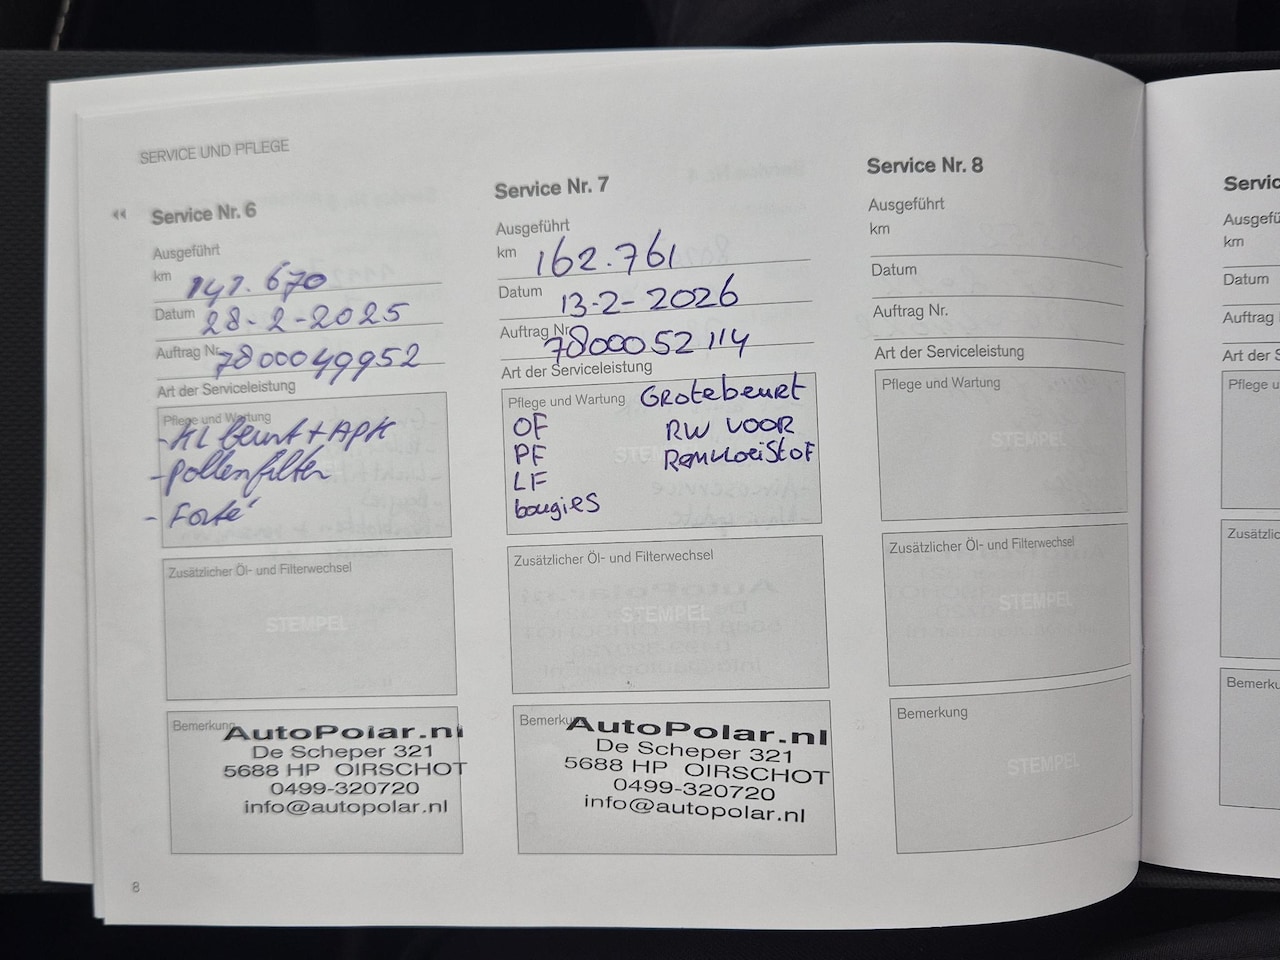 SERVICE UND PFLEGE
Service Nr. 6
Ausgeführt
km 141.670
Datum 28-2-2025
Auftrag Nr. 7800049952
Art der Serviceleistung
Pflege und Wartung
-KL beurt + APK
-pollenfilter
- Forté
Zusätzlicher Öl- und Filterwechsel
STEMPEL
Bemerkung
AutoPolar.nl
De Scheper 321
5688 HP OIRSCHOT
0499-320720
info@autopolar.nl
Service Nr. 7
Ausgeführt
km 162.761
Datum 13-2-2026
Auftrag Nr. 7800052114
Art der Serviceleistung
Pflege und Wartung GRotebeuRt
OF RW VOOR
PF RemvloeiStoF
LF
bougies
STEMPEL
Zusätzlicher Öl- und Filterwechsel
STEMPEL
Bemerkung
AutoPolar.nl
De Scheper 321
5688 HP OIRSCHOT
0499-320720
info@autopolar.nl
Service Nr. 8
Ausgeführt
km
Datum
Auftrag Nr.
Art der Serviceleistung
Pflege und Wartung
STEMPEL
Zusätzlicher Öl- und Filterwechsel
STEMPEL
Bemerkung
STEMPEL
8
Servic
Ausgefü
km
Datum
Auftrag
Art der S
Pflege u
Zusätzlic
Bemerku